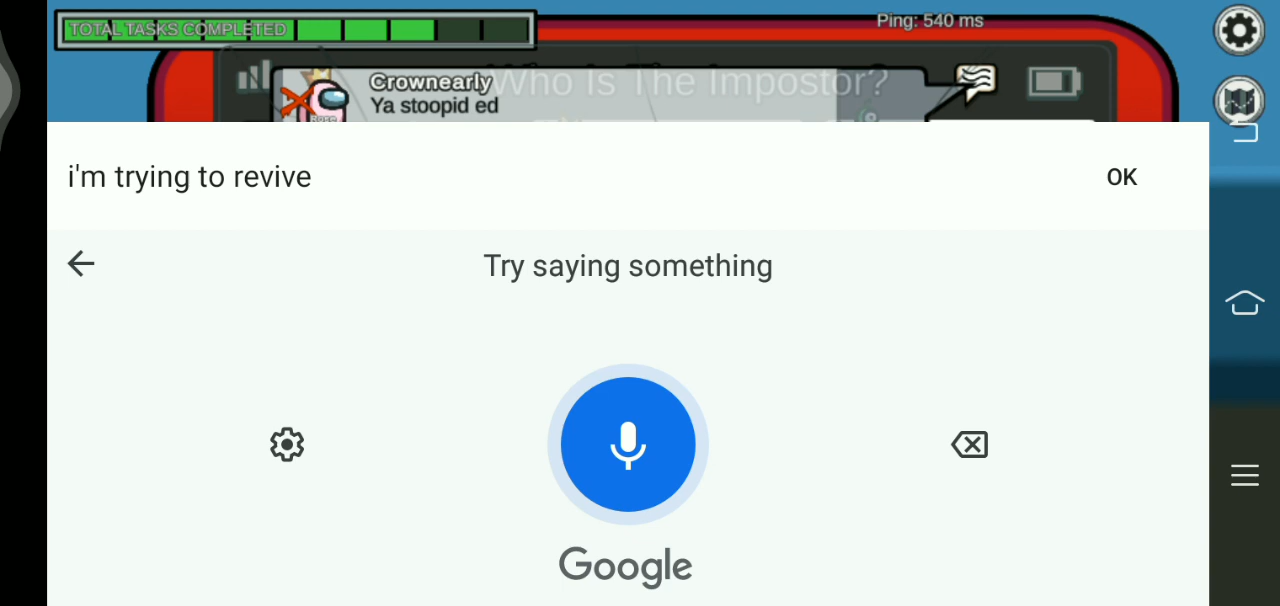 TOTAL TASKS COMPLETED
Ping: 540 ms
Who Is The Impostor?
Crownearly
Ya stoopid ed
Rose
i'm trying to revive
OK
Try saying something
Google